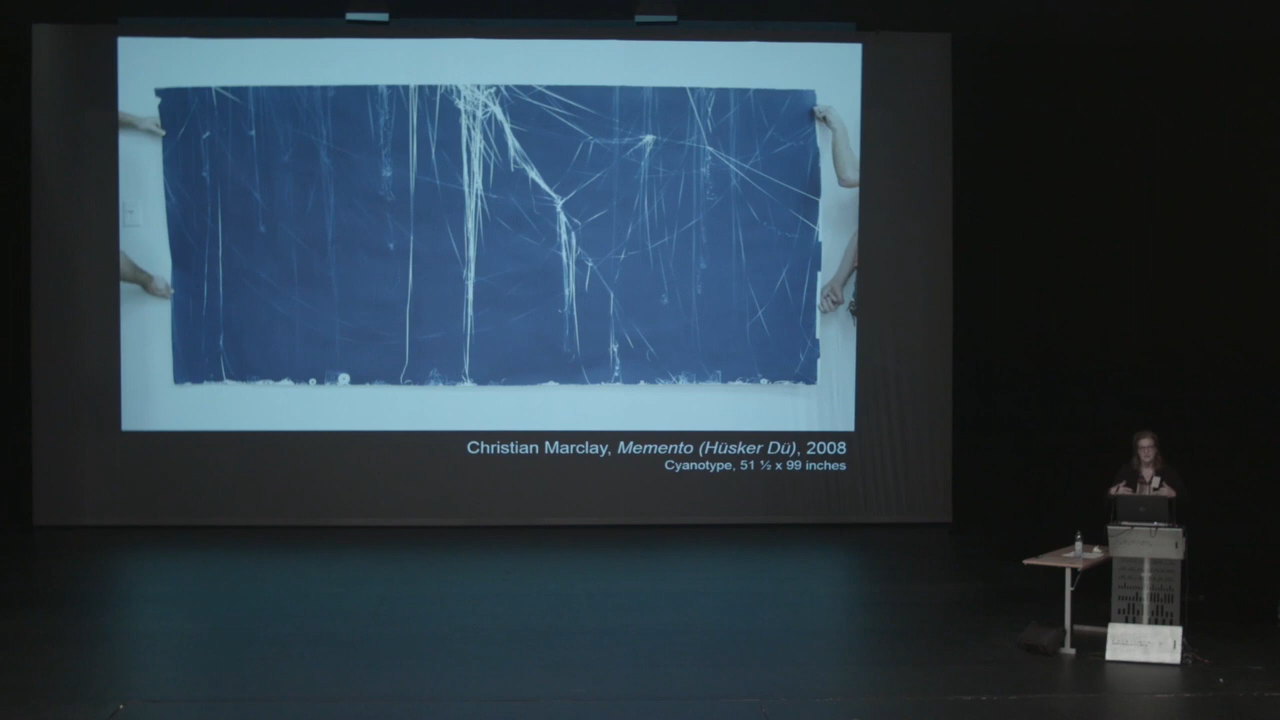 Christian Marclay, Memento (Hüsker Dü), 2008
Cyanotype, 51 ½ x 99 inches